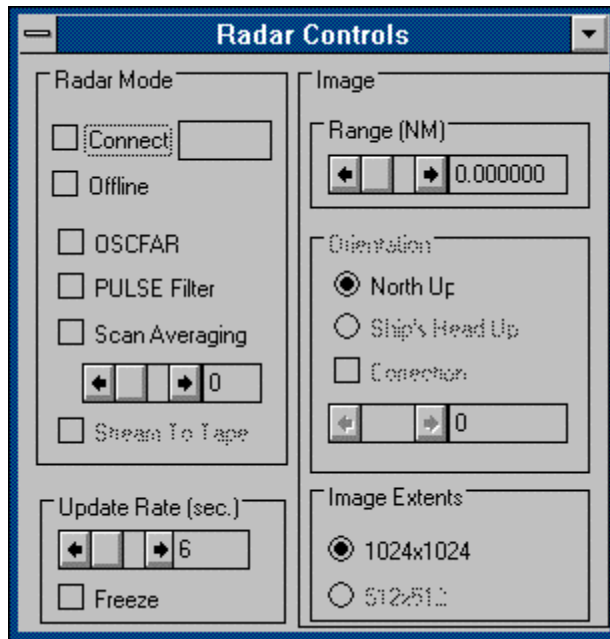 Radar Controls
Radar Mode
Connect
Offline
OSCFAR
PULSE Filter
Scan Averaging
0
Stream To Tape
Update Rate (sec.)
6
Freeze
Image
Range (NM)
0.000000
Orientation
North Up
Ship's Head Up
Correction
0
Image Extents
1024x1024
512x512